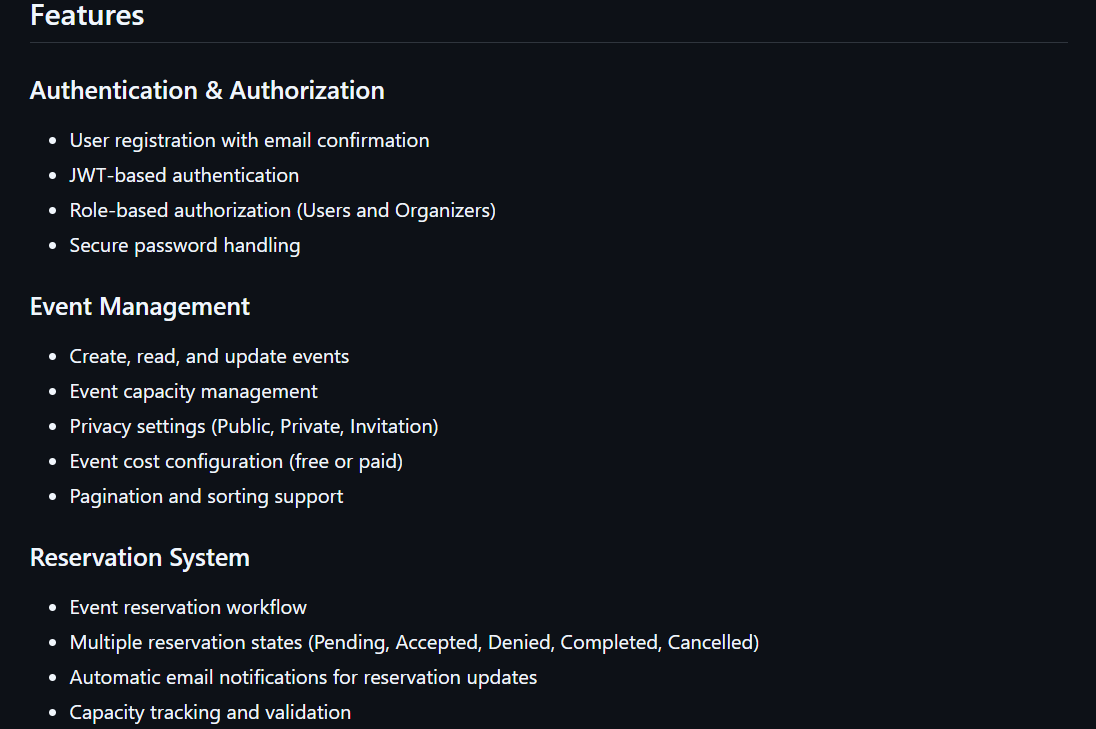 Features
Authentication & Authorization
User registration with email confirmation
JWT-based authentication
Role-based authorization (Users and Organizers)
Secure password handling
Event Management
Create, read, and update events
Event capacity management
Privacy settings (Public, Private, Invitation)
Event cost configuration (free or paid)
Pagination and sorting support
Reservation System
Event reservation workflow
Multiple reservation states (Pending, Accepted, Denied, Completed, Cancelled)
Automatic email notifications for reservation updates
Capacity tracking and validation